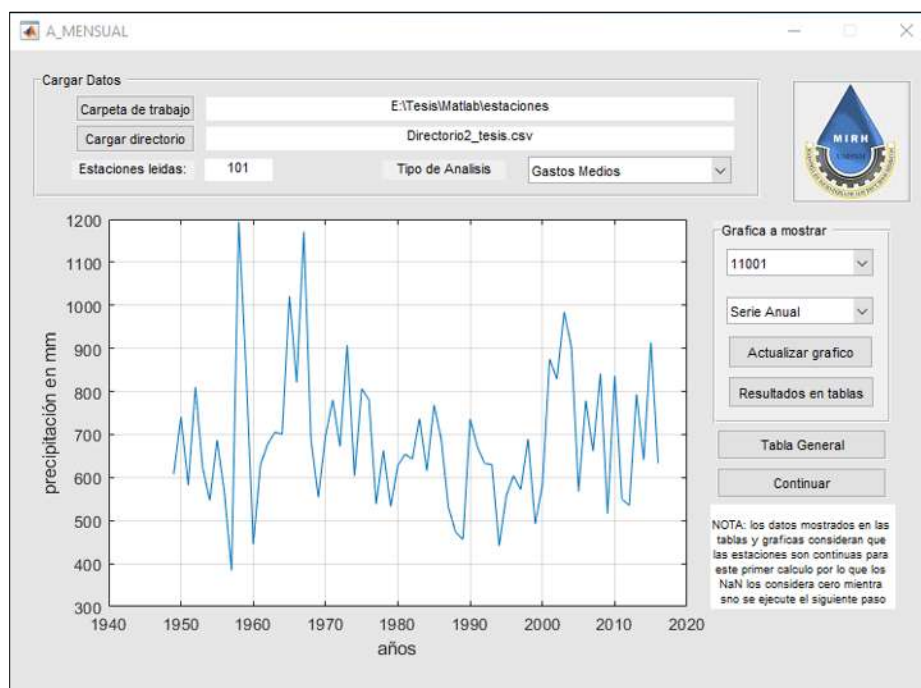 A_MENSUAL
Cargar Datos
Carpeta de trabajo
E:\Tesis\Matlab\estaciones
Cargar directorio
Directorio2_tesis.csv
Estaciones leidas:
101
Tipo de Analisis
Gastos Medios
MIRH
1200
1100
1000
900
800
700
600
500
400
300
precipitación en mm
1940
1950
1960
1970
1980
1990
2000
2010
2020
años
Grafica a mostrar
11001
Serie Anual
Actualizar grafico
Resultados en tablas
Tabla General
Continuar
NOTA: los datos mostrados en las
tablas y graficas consideran que
las estaciones son continuas para
este primer calculo por lo que los
NaN los considera cero mientra
sno se ejecute el siguiente paso